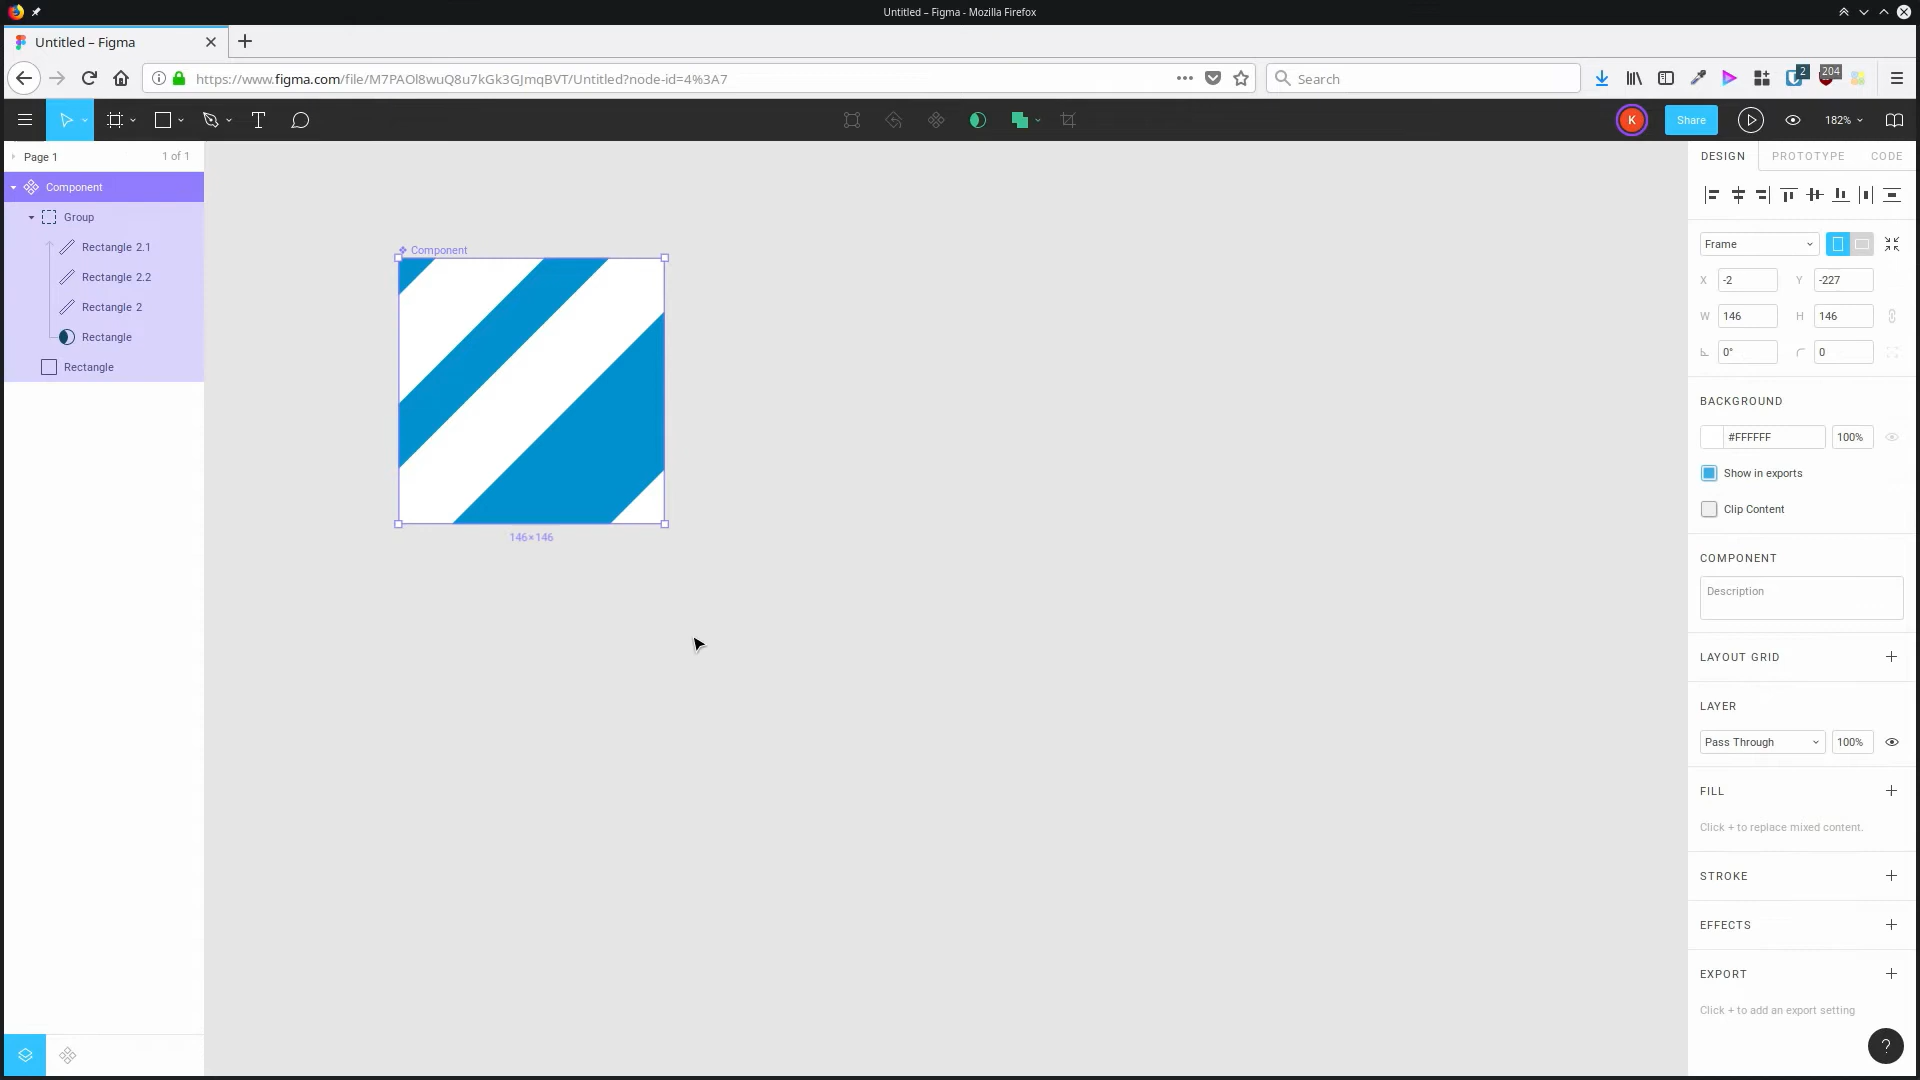 Untitled – Figma - Mozilla Firefox
Untitled – Figma
https://www.figma.com/file/M7PAOl8wuQ8u7kGk3GJmqBVT/Untitled?node-id=4%3A7
Search
2
204
K
Share
182%
Page 1
1 of 1
Component
Group
Rectangle 2.1
Rectangle 2.2
Rectangle 2
Rectangle
Rectangle
Component
146×146
DESIGN
PROTOTYPE
CODE
Frame
X -2 Y -227
W 146 H 146
0° 0
BACKGROUND
#FFFFFF 100%
Show in exports
Clip Content
COMPONENT
Description
LAYOUT GRID
LAYER
Pass Through 100%
FILL
Click + to replace mixed content.
STROKE
EFFECTS
EXPORT
Click + to add an export setting
?